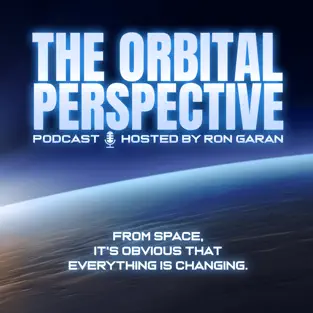 THE ORBITAL
PERSPECTIVE
PODCAST HOSTED BY RON GARAN
FROM SPACE,
IT'S OBVIOUS THAT
EVERYTHING IS CHANGING.